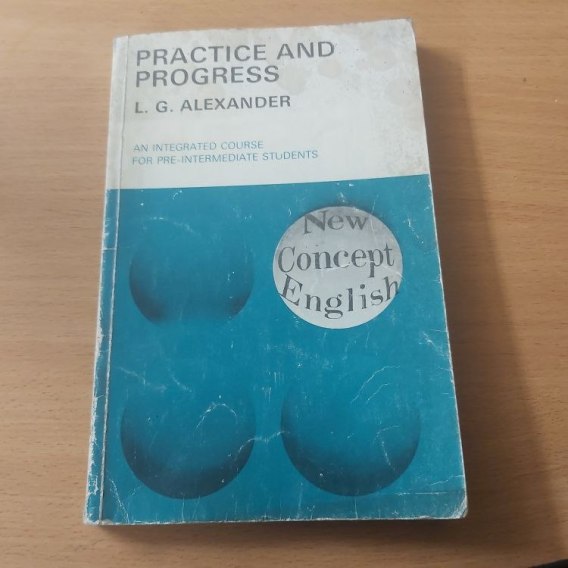 PRACTICE AND
PROGRESS
L. G. ALEXANDER
AN INTEGRATED COURSE
FOR PRE-INTERMEDIATE STUDENTS
New
Concept
English